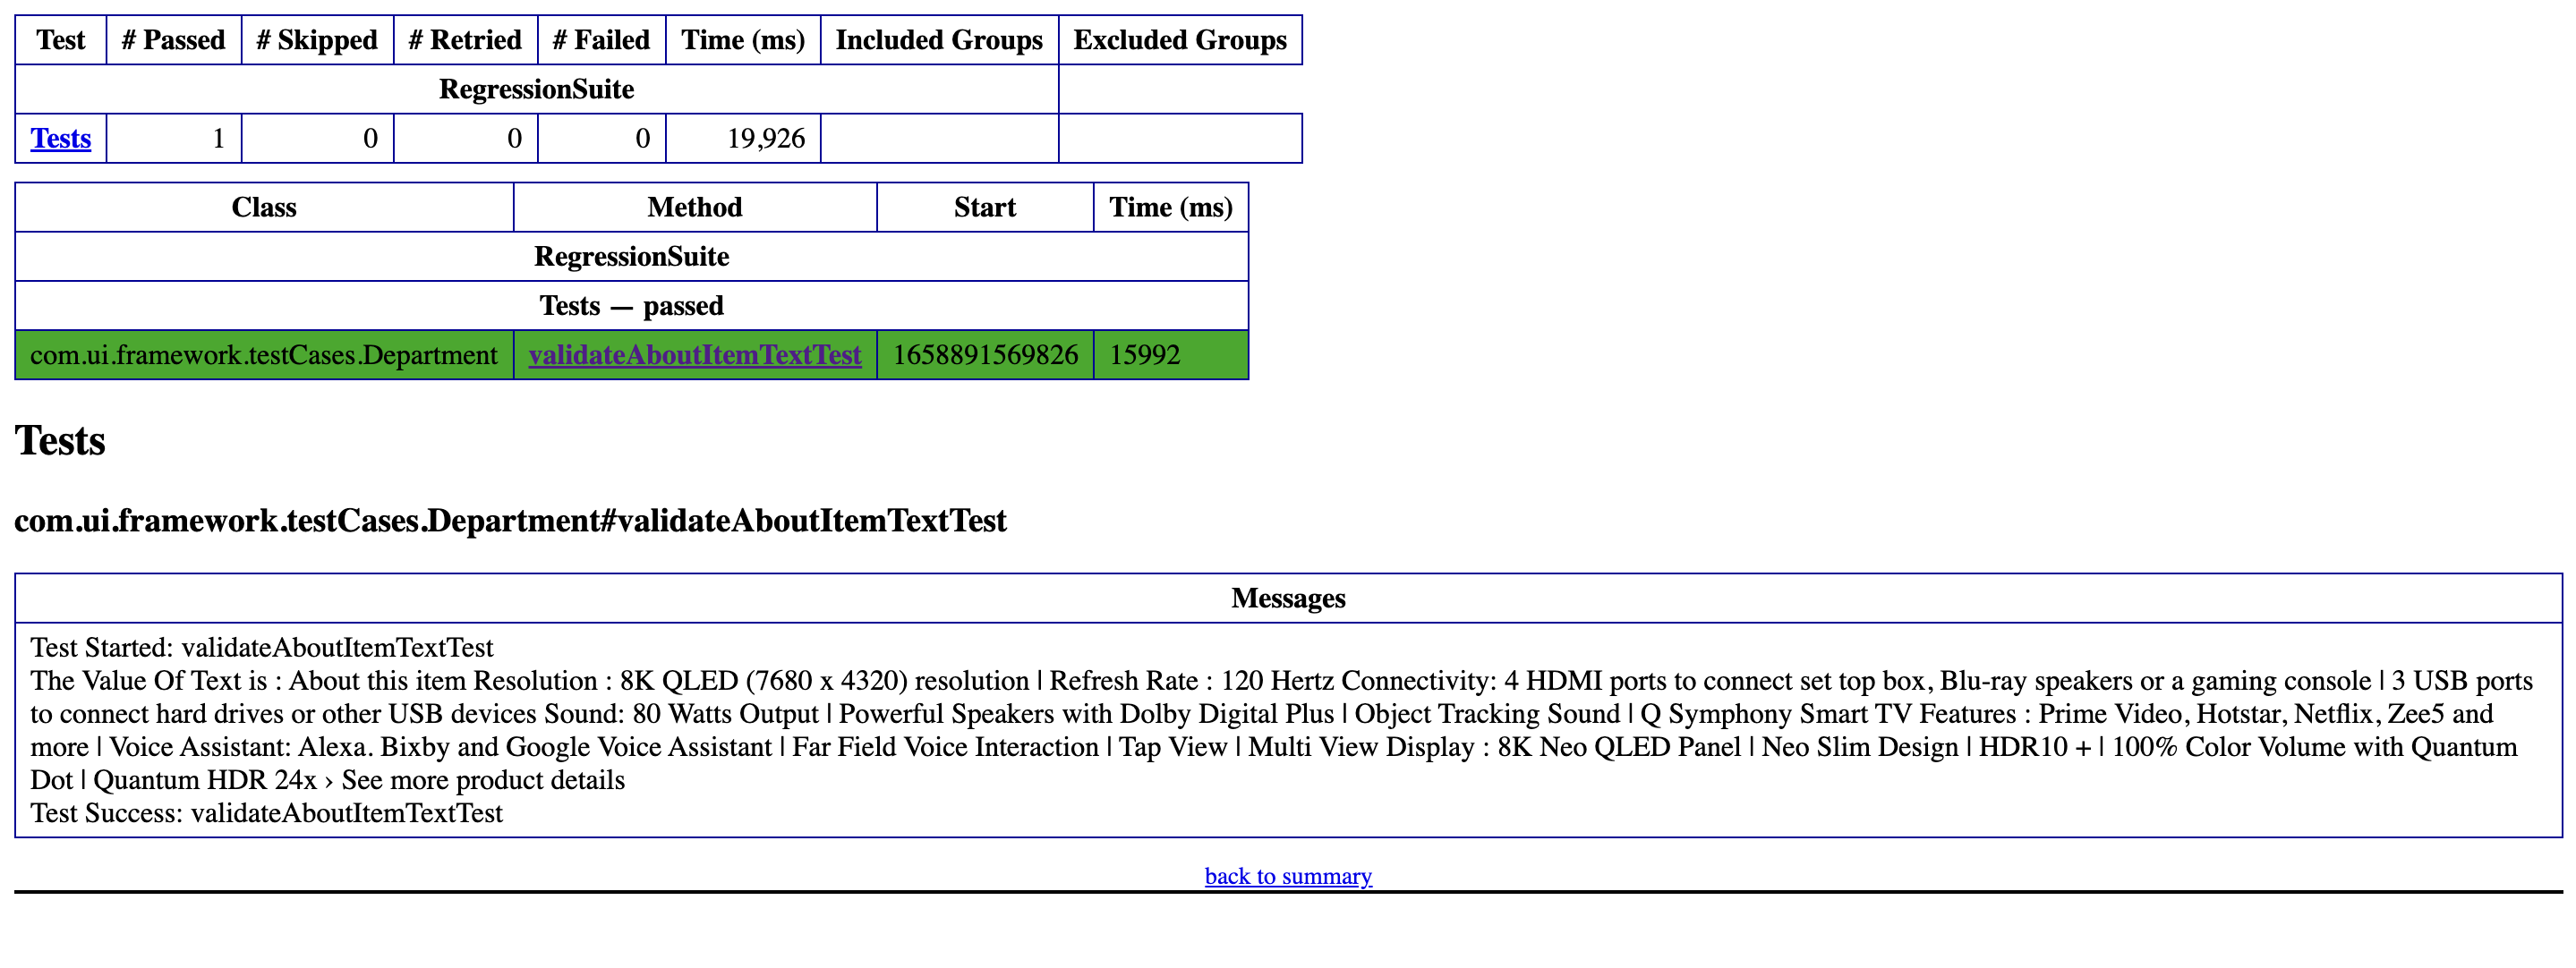 Test # Passed # Skipped # Retried # Failed Time (ms) Included Groups Excluded Groups
RegressionSuite
Tests 1 0 0 0 19,926
Class Method Start Time (ms)
RegressionSuite
Tests — passed
com.ui.framework.testCases.Department validateAboutItemTextTest 1658891569826 15992
Tests
com.ui.framework.testCases.Department#validateAboutItemTextTest
Messages
Test Started: validateAboutItemTextTest
The Value Of Text is : About this item Resolution : 8K QLED (7680 x 4320) resolution | Refresh Rate : 120 Hertz Connectivity: 4 HDMI ports to connect set top box, Blu-ray speakers or a gaming console | 3 USB ports
to connect hard drives or other USB devices Sound: 80 Watts Output | Powerful Speakers with Dolby Digital Plus | Object Tracking Sound | Q Symphony Smart TV Features : Prime Video, Hotstar, Netflix, Zee5 and
more | Voice Assistant: Alexa. Bixby and Google Voice Assistant | Far Field Voice Interaction | Tap View | Multi View Display : 8K Neo QLED Panel | Neo Slim Design | HDR10 + | 100% Color Volume with Quantum
Dot | Quantum HDR 24x › See more product details
Test Success: validateAboutItemTextTest
back to summary